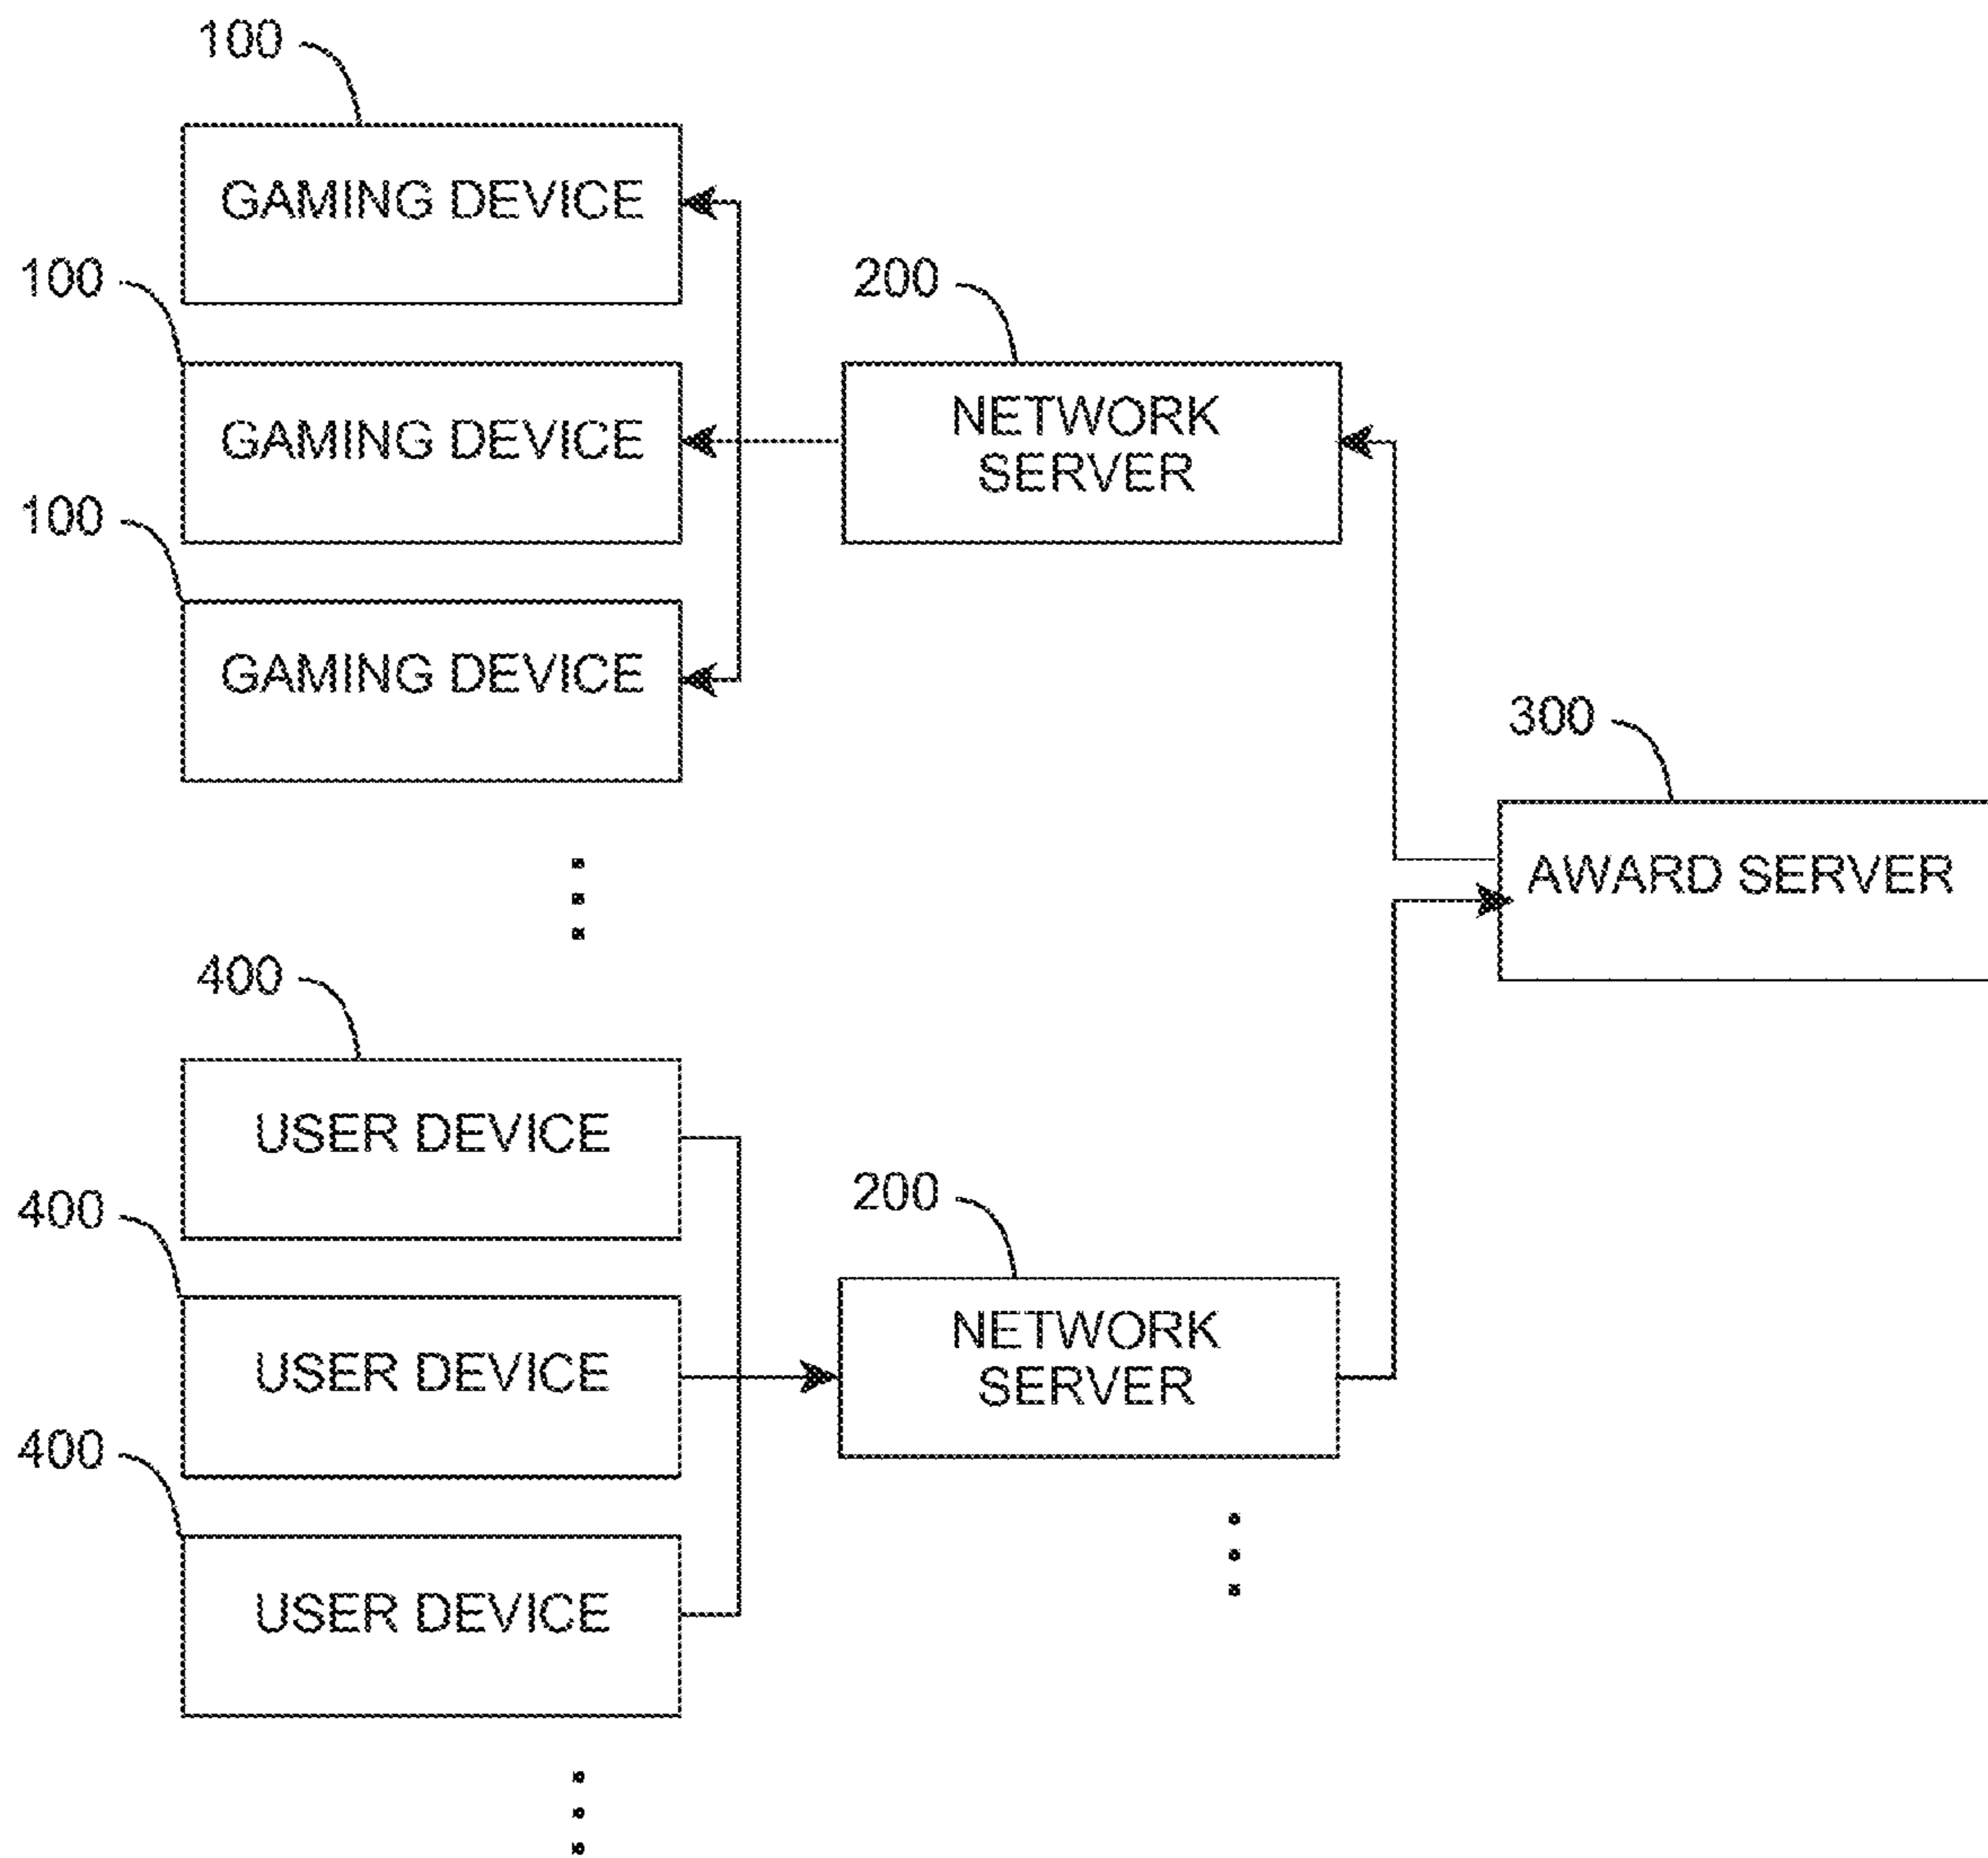 100
GAMING DEVICE
100
200
GAMING DEVICE
NETWORK
SERVER
100
GAMING DEVICE
300
AWARD SERVER
400
USER DEVICE
400
200
USER DEVICE
NETWORK
SERVER
400
USER DEVICE